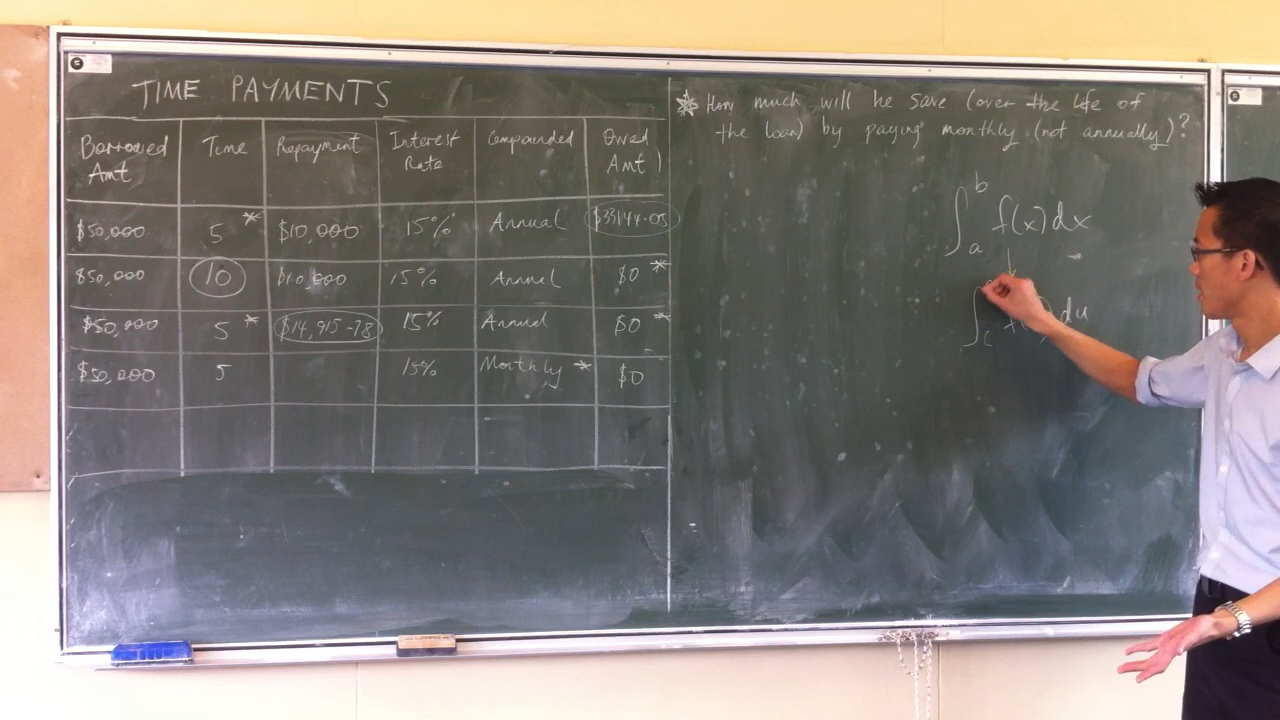 TIME PAYMENTS
Borrowed Amt | Time | Repayment | Interest Rate | Compounded | Owed Amt
$50,000 | 5 * | $10,000 | 15% | Annual | $33144.05
$50,000 | 10 | $10,000 | 15% | Annual | $0 *
$50,000 | 5 * | $14,915-78 | 15% | Annual | $0 *
$50,000 | 5 | 15% | Monthly * | $0
* How much will he save (over the life of
the loan) by paying monthly (not annually)?
∫ₐᵇ f(x) dx
↓
∫ du